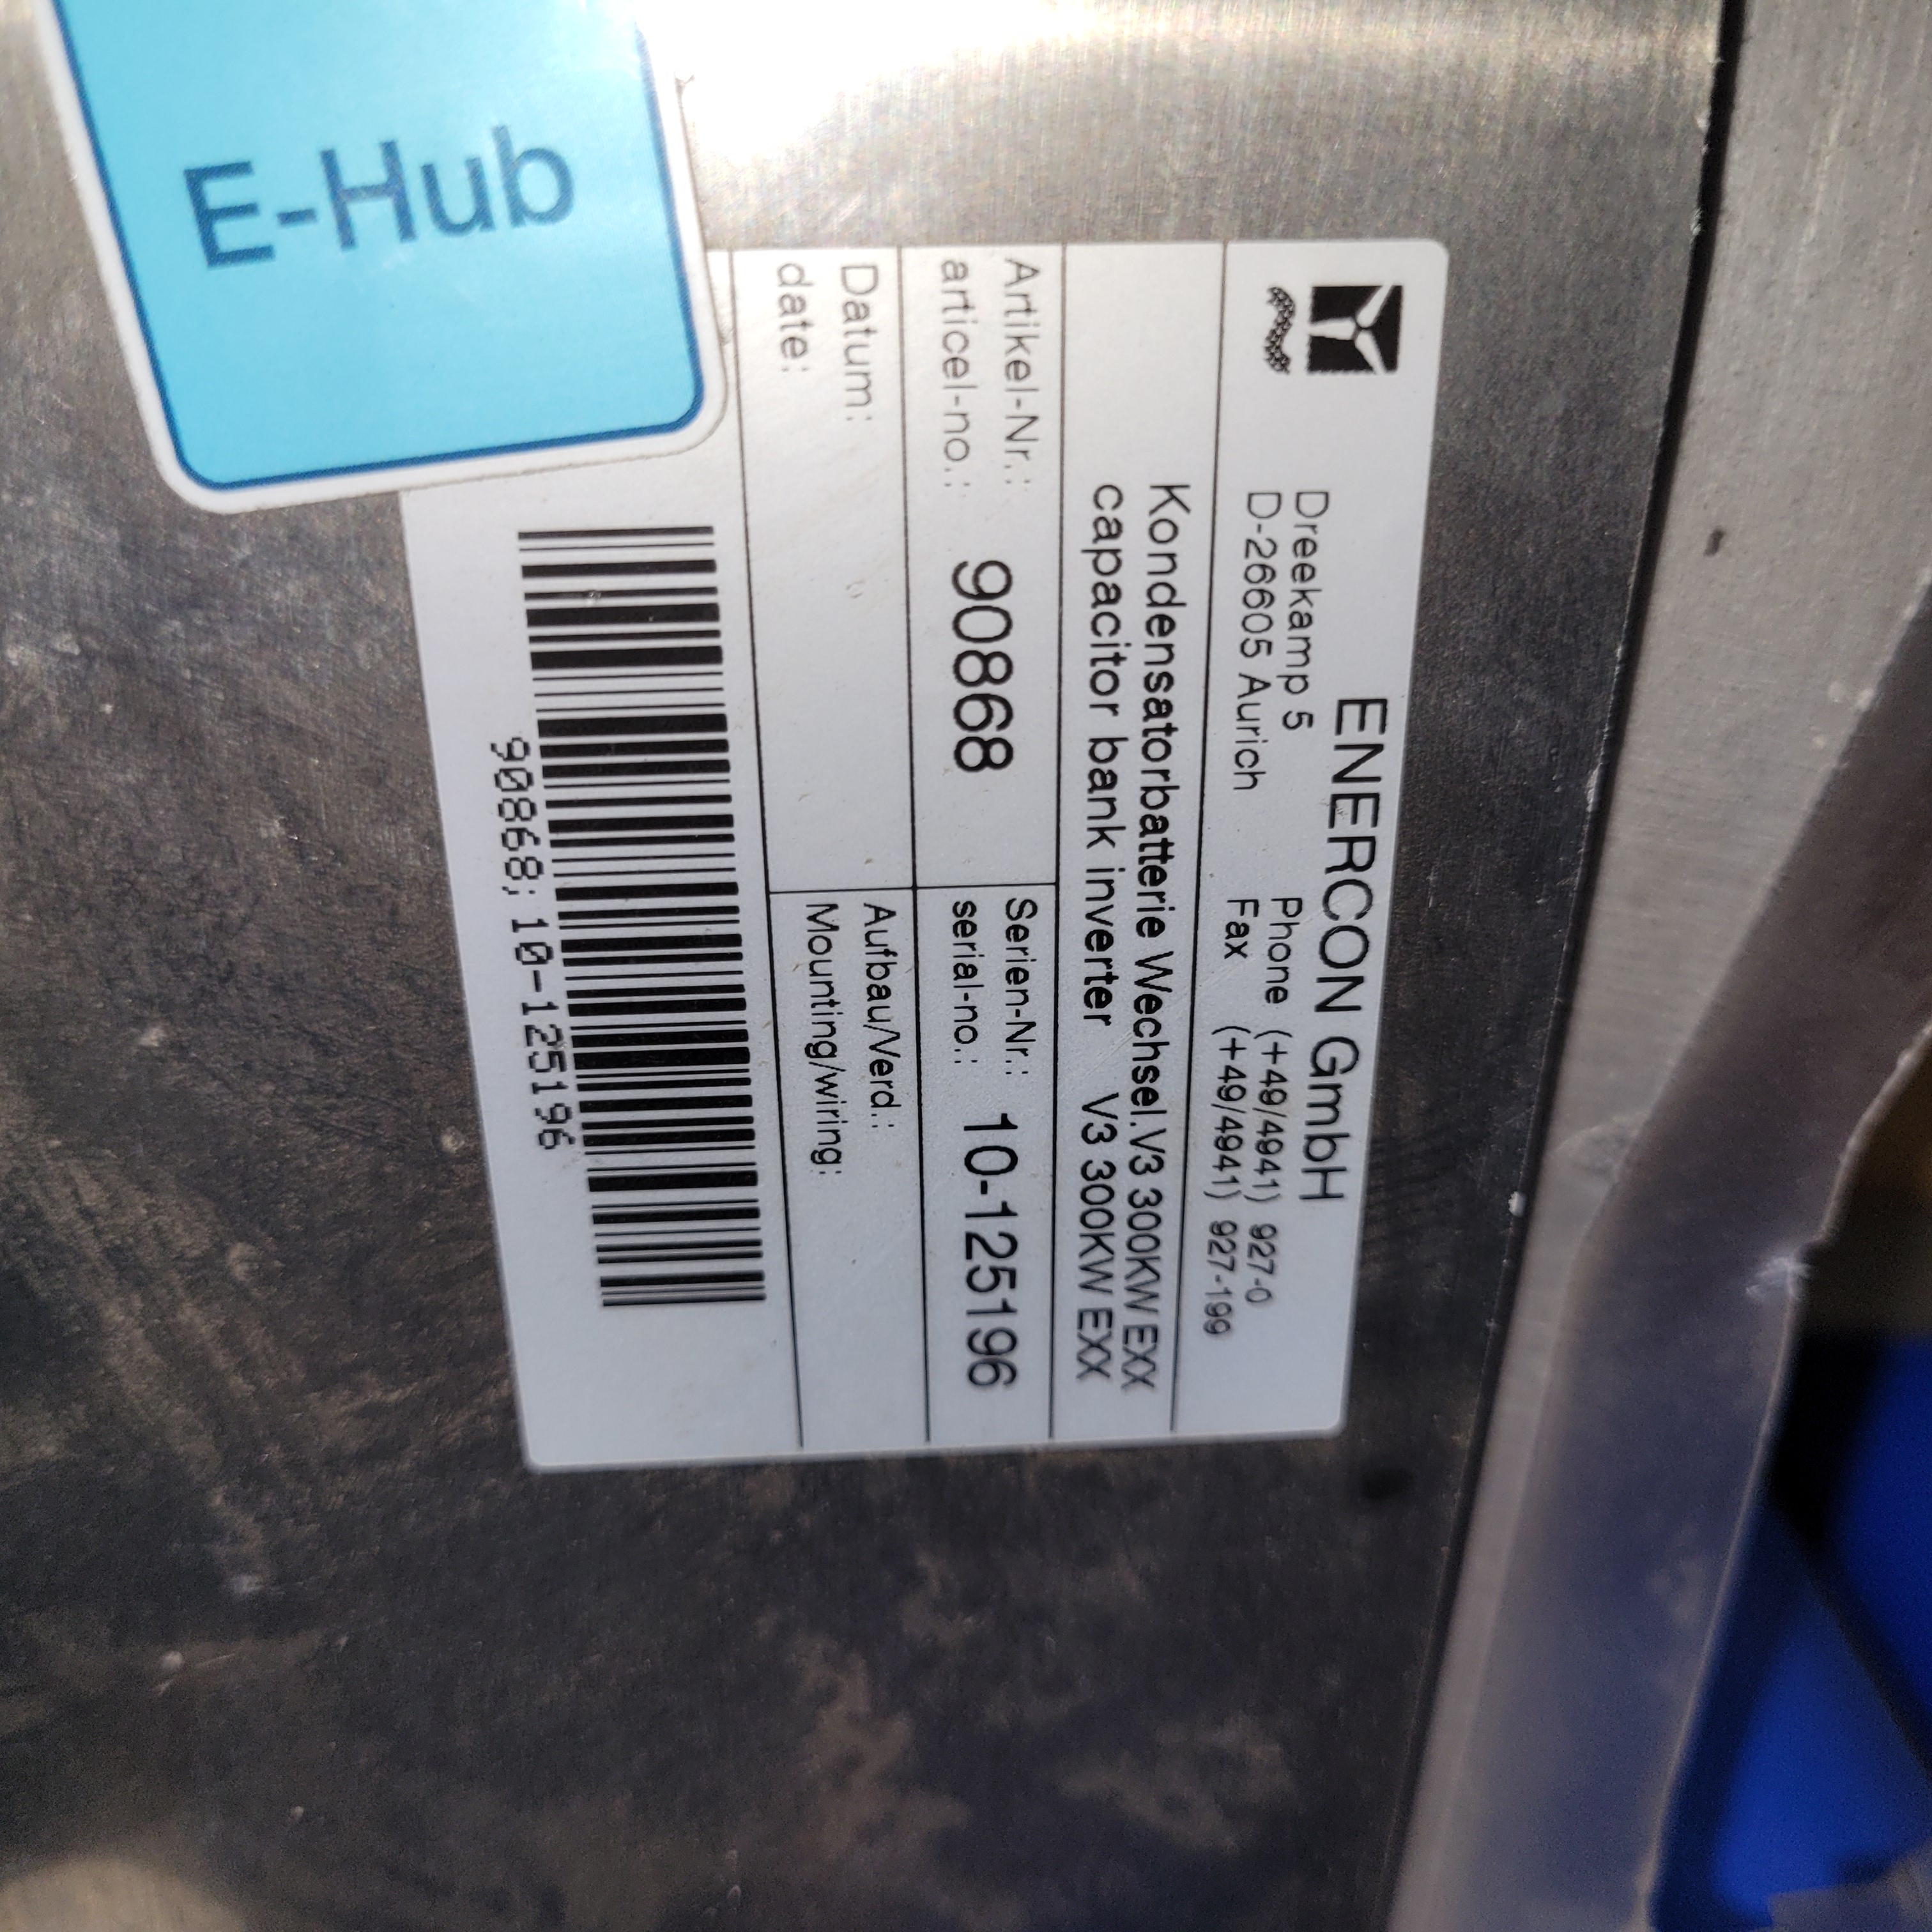 E-Hub
ENERCON GmbH
Dreekamp 5 Phone (+49/4941) 927-0
D-26605 Aurich Fax (+49/4941) 927-199
Kondensatorbatterie Wechsel.V3 300KW EXX
capacitor bank inverter V3 300KW EXX
Artikel-Nr.: 90868 Serien-Nr.: 10-125196
articel-no.: serial-no.:
Datum: Aufbau/Verd.:
date: Mounting/wiring:
90868; 10-125196